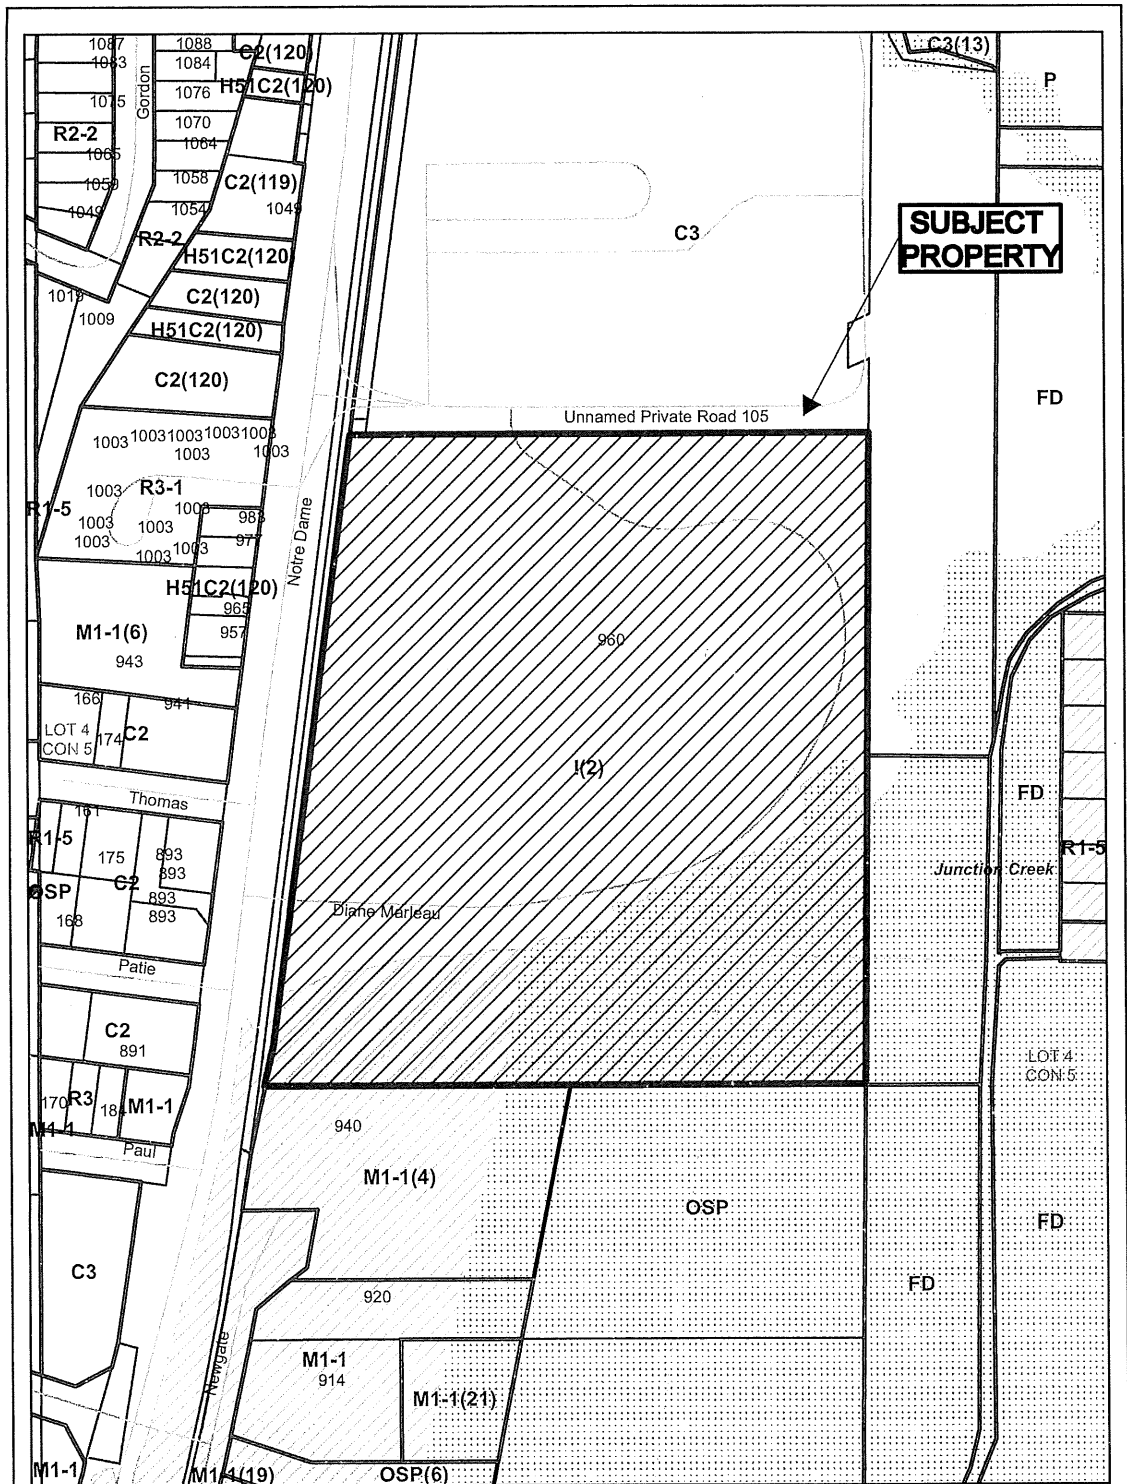 1087
1083
1075
R2-2
1065
1059
1049
Gordon
1088
1084
1076
1070
1064
1058
1054
R2-2
C2(120)
H51C2(120)
C2(119)
1049
H51C2(120)
C2(120)
H51C2(120)
C2(120)
1019
1009
C3
C3(13)
P
SUBJECT
PROPERTY
FD
Unnamed Private Road 105
1003 1003 1003 1003 1003
1003 1003
1003
R3-1
R1-5
1003
1003 1003
1003
1003 1003
983
977
Notre Dame
H51C2(120)
965
957
M1-1(6)
943
960
I(2)
166
941
LOT 4
CON 5
174
C2
Thomas
161
R1-5
175
893
893
C2
OSP
893
168
893
Diane Marleau
Patie
C2
891
170
R3
184
M1-1
M1-1
Paul
FD
R1-5
Junction Creek
LOT 4
CON 5
940
M1-1(4)
OSP
FD
FD
C3
920
Newgate
M1-1
914
M1-1(21)
M1-1
M1-1(19)
OSP(6)